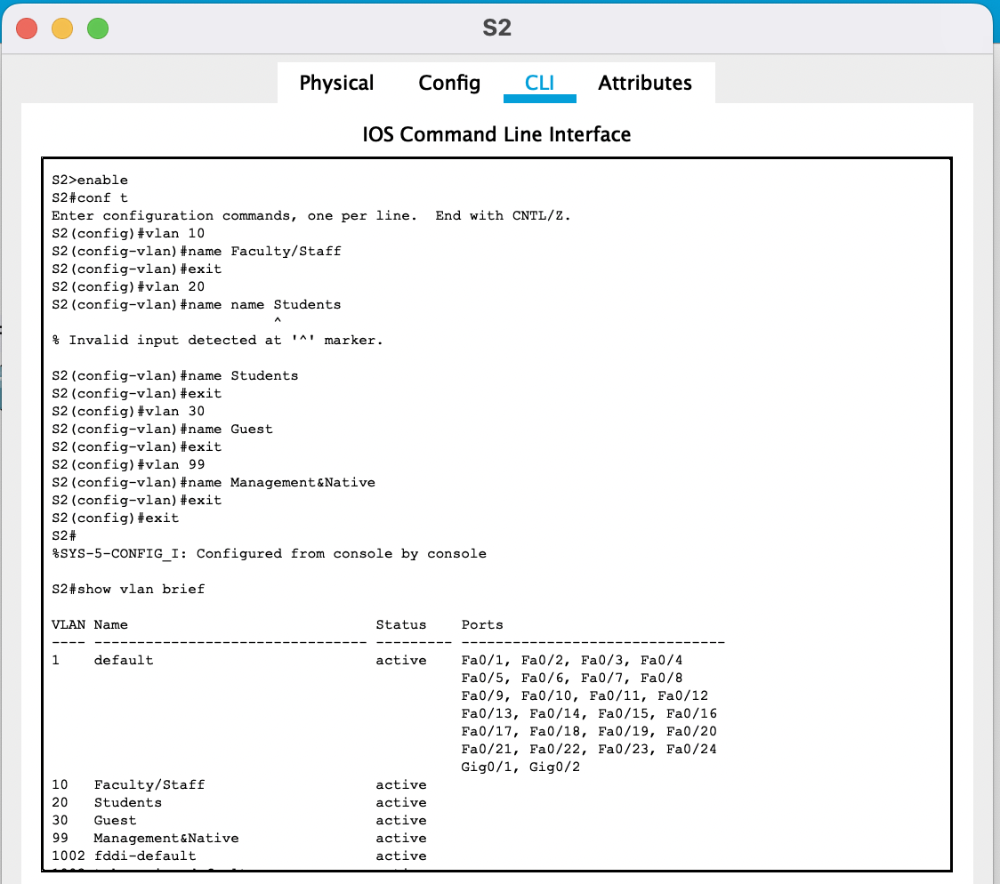 S2
Physical Config CLI Attributes
IOS Command Line Interface
S2>enable
S2#conf t
Enter configuration commands, one per line.  End with CNTL/Z.
S2(config)#vlan 10
S2(config-vlan)#name Faculty/Staff
S2(config-vlan)#exit
S2(config)#vlan 20
S2(config-vlan)#name name Students
                          ^
% Invalid input detected at '^' marker.
S2(config-vlan)#name Students
S2(config-vlan)#exit
S2(config)#vlan 30
S2(config-vlan)#name Guest
S2(config-vlan)#exit
S2(config)#vlan 99
S2(config-vlan)#name Management&Native
S2(config-vlan)#exit
S2(config)#exit
S2#
%SYS-5-CONFIG_I: Configured from console by console
S2#show vlan brief
VLAN Name                             Status    Ports
---- -------------------------------- --------- -------------------------------
1    default                          active    Fa0/1, Fa0/2, Fa0/3, Fa0/4
                                                Fa0/5, Fa0/6, Fa0/7, Fa0/8
                                                Fa0/9, Fa0/10, Fa0/11, Fa0/12
                                                Fa0/13, Fa0/14, Fa0/15, Fa0/16
                                                Fa0/17, Fa0/18, Fa0/19, Fa0/20
                                                Fa0/21, Fa0/22, Fa0/23, Fa0/24
                                                Gig0/1, Gig0/2
10   Faculty/Staff                    active
20   Students                         active
30   Guest                            active
99   Management&Native                active
1002 fddi-default                     active